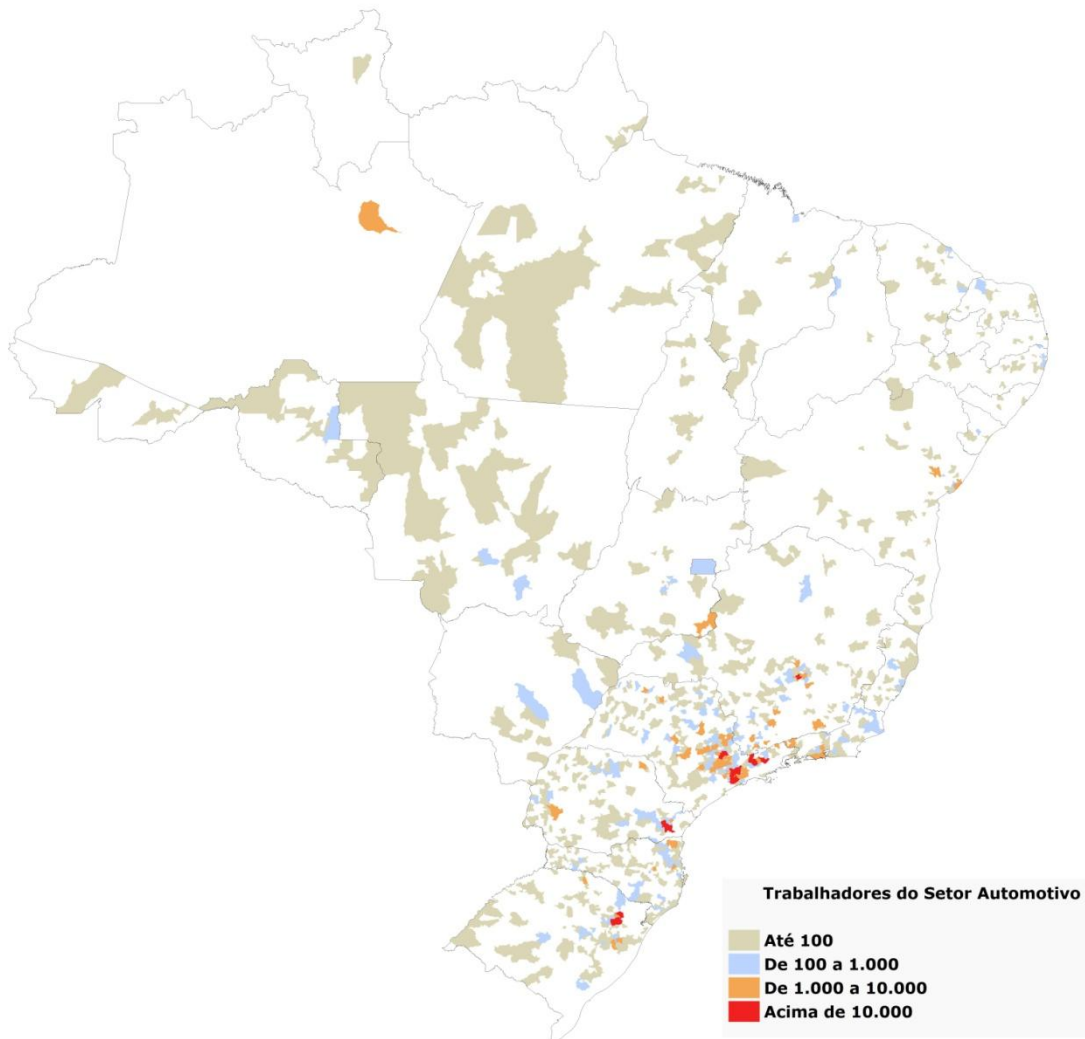 Trabalhadores do Setor Automotivo
Até 100
De 100 a 1.000
De 1.000 a 10.000
Acima de 10.000